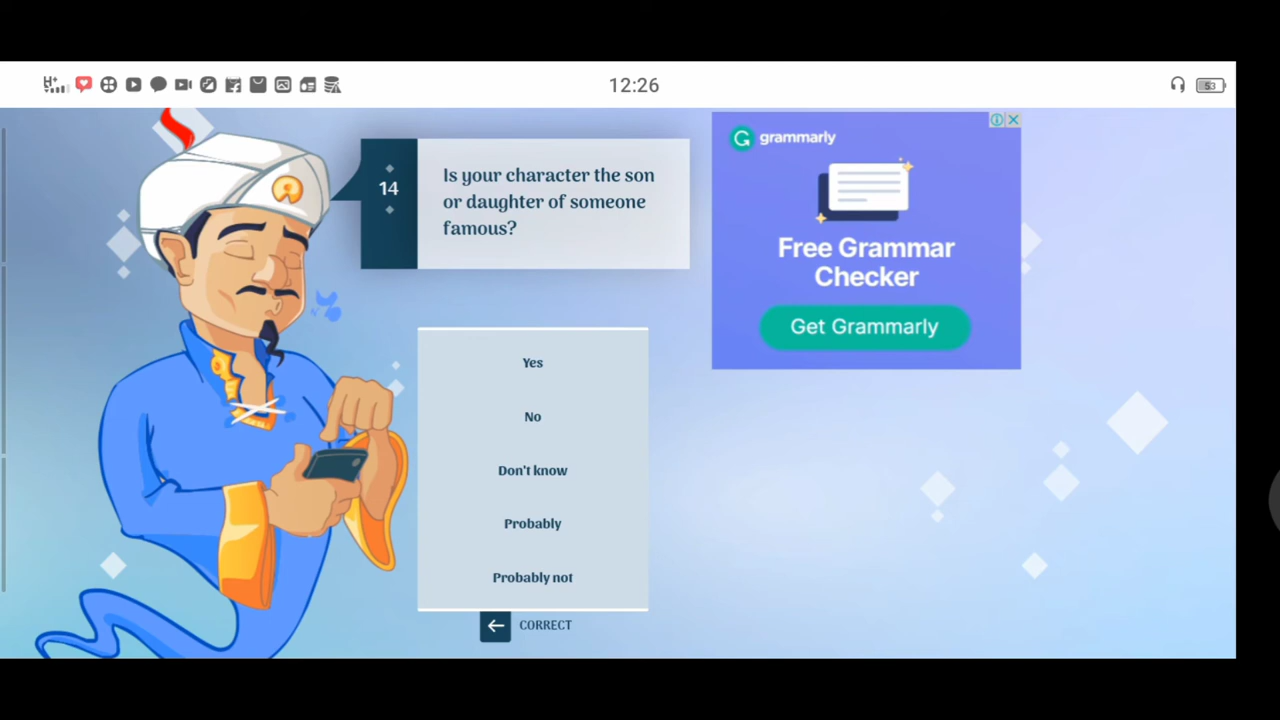 12:26
53
14
Is your character the son
or daughter of someone
famous?
grammarly
Free Grammar
Checker
Get Grammarly
Yes
No
Don't know
Probably
Probably not
CORRECT